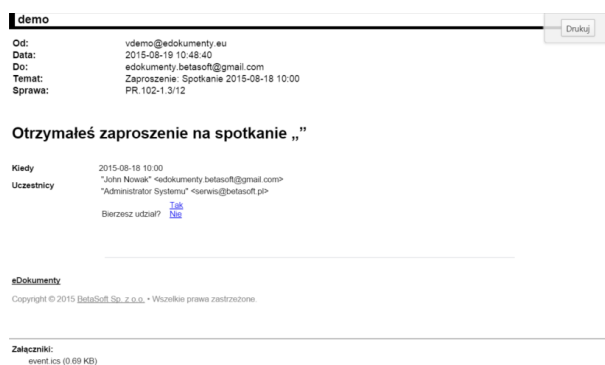 demo
Drukuj
Od: vdemo@edokumenty.eu
Data: 2015-08-19 10:48:40
Do: edokumenty.betasoft@gmail.com
Temat: Zaproszenie: Spotkanie 2015-08-18 10:00
Sprawa: PR.102-1.3/12
Otrzymałeś zaproszenie na spotkanie „”
Kiedy 2015-08-18 10:00
Uczestnicy "John Nowak" <edokumenty.betasoft@gmail.com>
"Administrator Systemu" <serwis@betasoft.pl>
Bierzesz udział? Tak
Nie
eDokumenty
Copyright © 2015 BetaSoft Sp. z o.o. • Wszelkie prawa zastrzeżone.
Załączniki:
event.ics (0.69 KB)